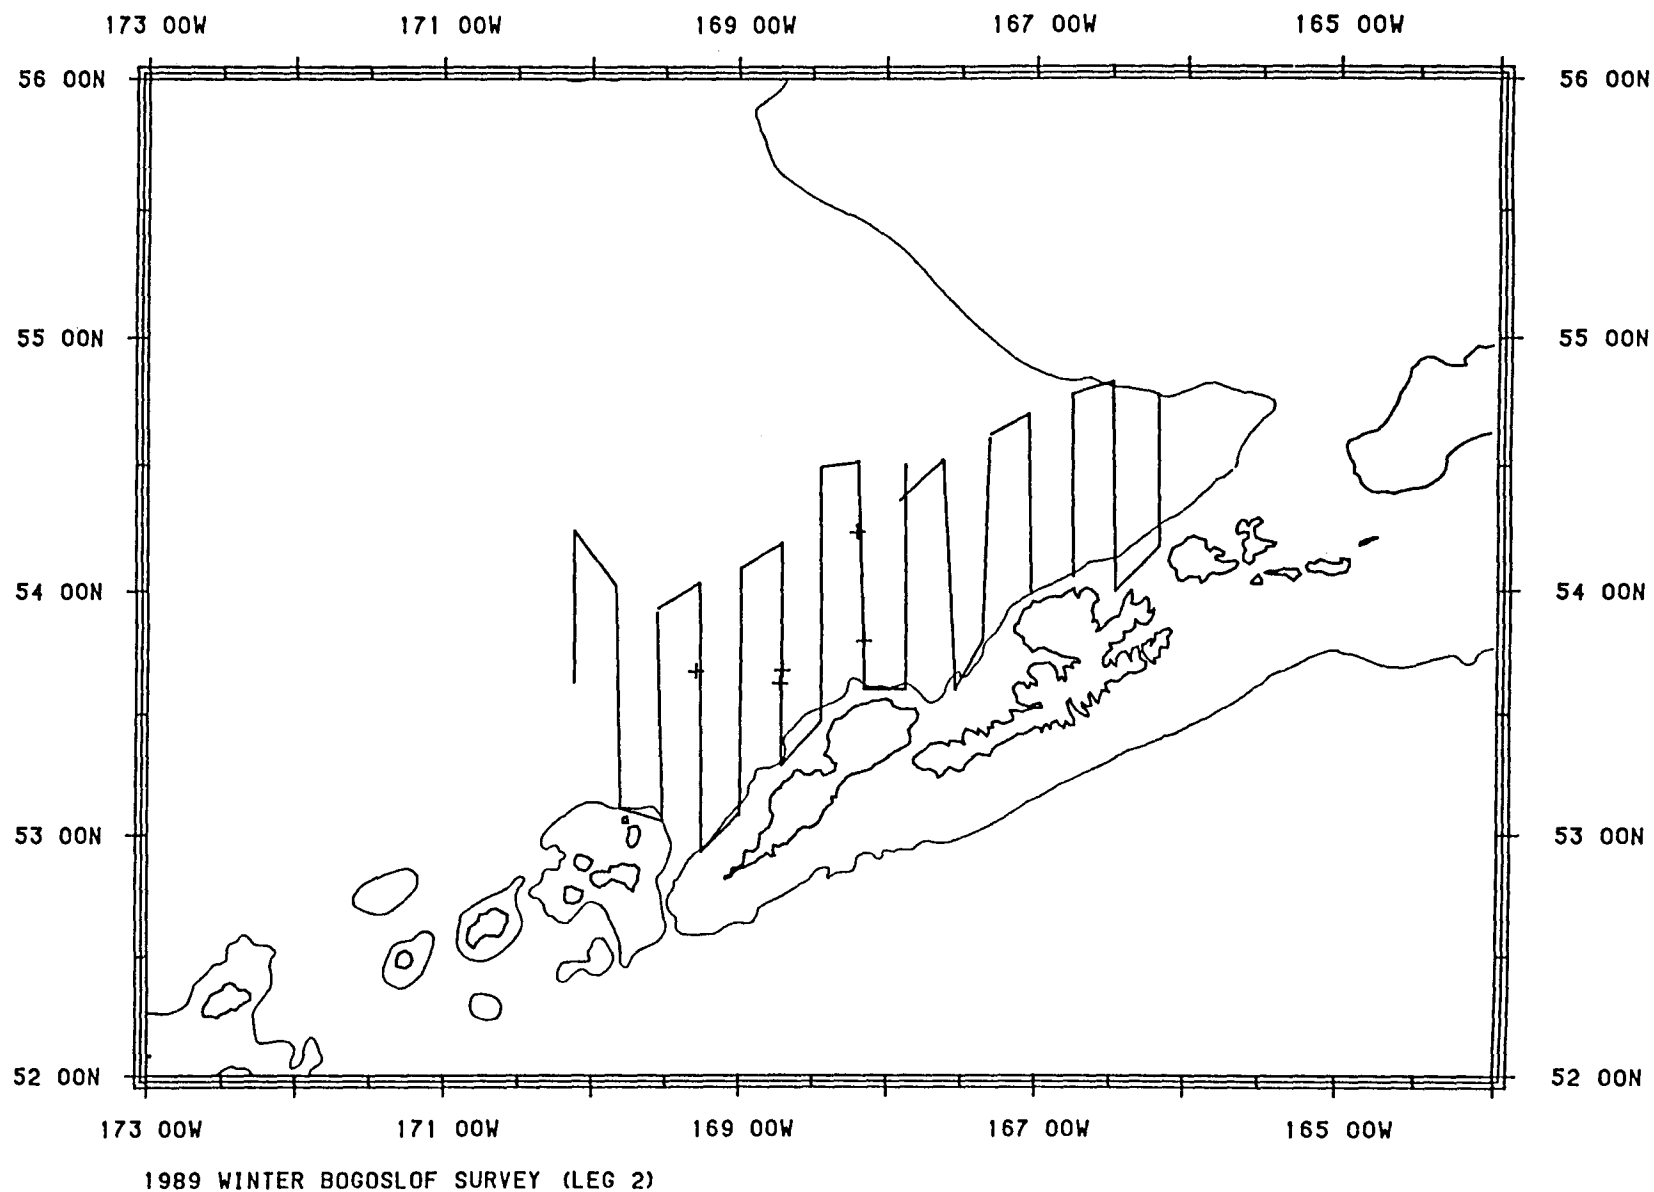 173 00W 171 00W 169 00W 167 00W 165 00W
56 00N 56 00N
55 00N 55 00N
54 00N 54 00N
53 00N 53 00N
52 00N 52 00N
173 00W 171 00W 169 00W 167 00W 165 00W
1989 WINTER BOGOSLOF SURVEY (LEG 2)